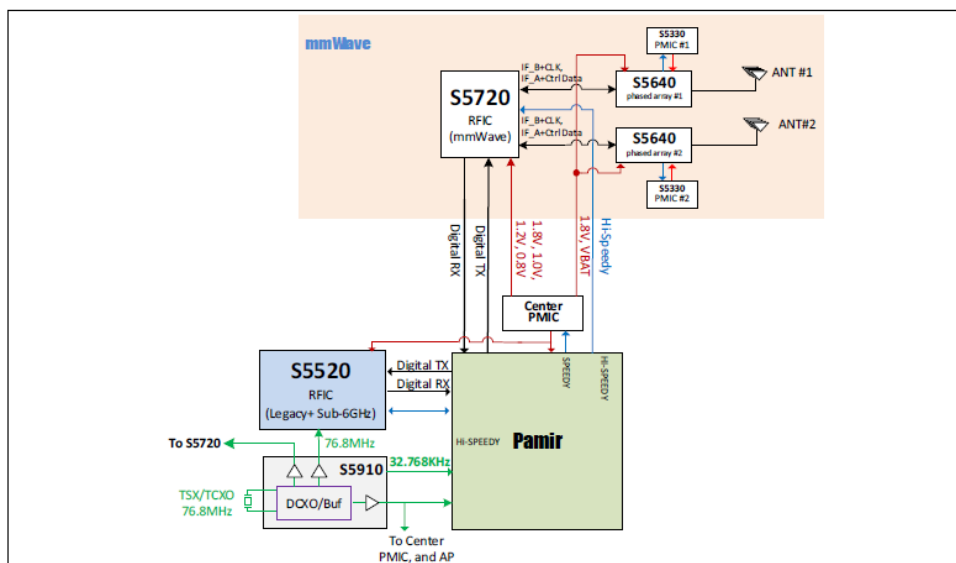 mmWave
S5330
PMIC #1
IF_B+CLK,
IF_A+Ctrl Data
S5640
phased array #1
ANT #1
S5720
RFIC
(mmWave)
IF_B+CLK,
IF_A+Ctrl Data
S5640
phased array #2
ANT#2
S5330
PMIC #2
Digital RX
Digital TX
1.8V, 1.0V,
1.2V, 0.8V
1.8V, VBAT
Hi-Speedy
Center
PMIC
S5520
RFIC
(Legacy+ Sub-6GHz)
Digital TX
Digital RX
SPEEDY
HI-SPEEDY
Hi-SPEEDY
Pamir
To S5720
76.8MHz
S5910
32.768KHz
TSX/TCXO
76.8MHz
DCXO/Buf
To Center
PMIC, and AP